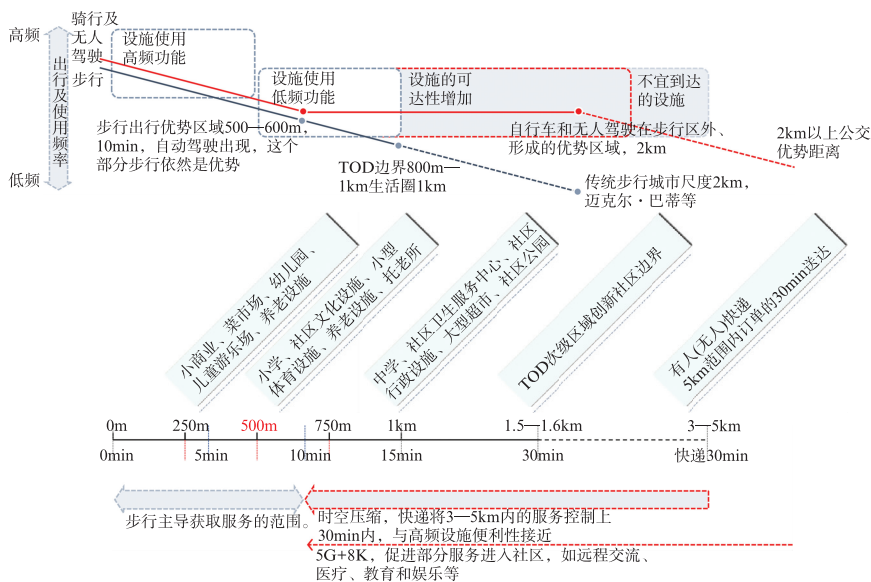 高频
低频
出行及使用频率
骑行及
无人
驾驶
步行
设施使用
高频功能
设施使用
低频功能
设施的可
达性增加
不宜到达
的设施
步行出行优势区域500—600m，
10min，自动驾驶出现，这个
部分步行依然是优势
TOD边界800m—
1km生活圈1km
自行车和无人驾驶在步行区外、
形成的优势区域，2km
2km以上公交
优势距离
传统步行城市尺度2km，
迈克尔·巴蒂等
小商业、菜市场、幼儿园、
儿童游乐场、养老设施
小学、社区文化设施、小型
体育设施、养老设施、托老所
中学、社区卫生服务中心、社区
行政设施、大型超市、社区公园
TOD次级区域创新社区边界
有人(无人)快递
5km范围内订单的30min送达
0m 250m 500m 750m 1km 1.5—1.6km 3—5km
0min 5min 10min 15min 30min 快递30min
步行主导获取服务的范围。
时空压缩，快递将3—5km内的服务控制上
30min内，与高频设施便利性接近
5G+8K，促进部分服务进入社区，如远程交流、
医疗、教育和娱乐等